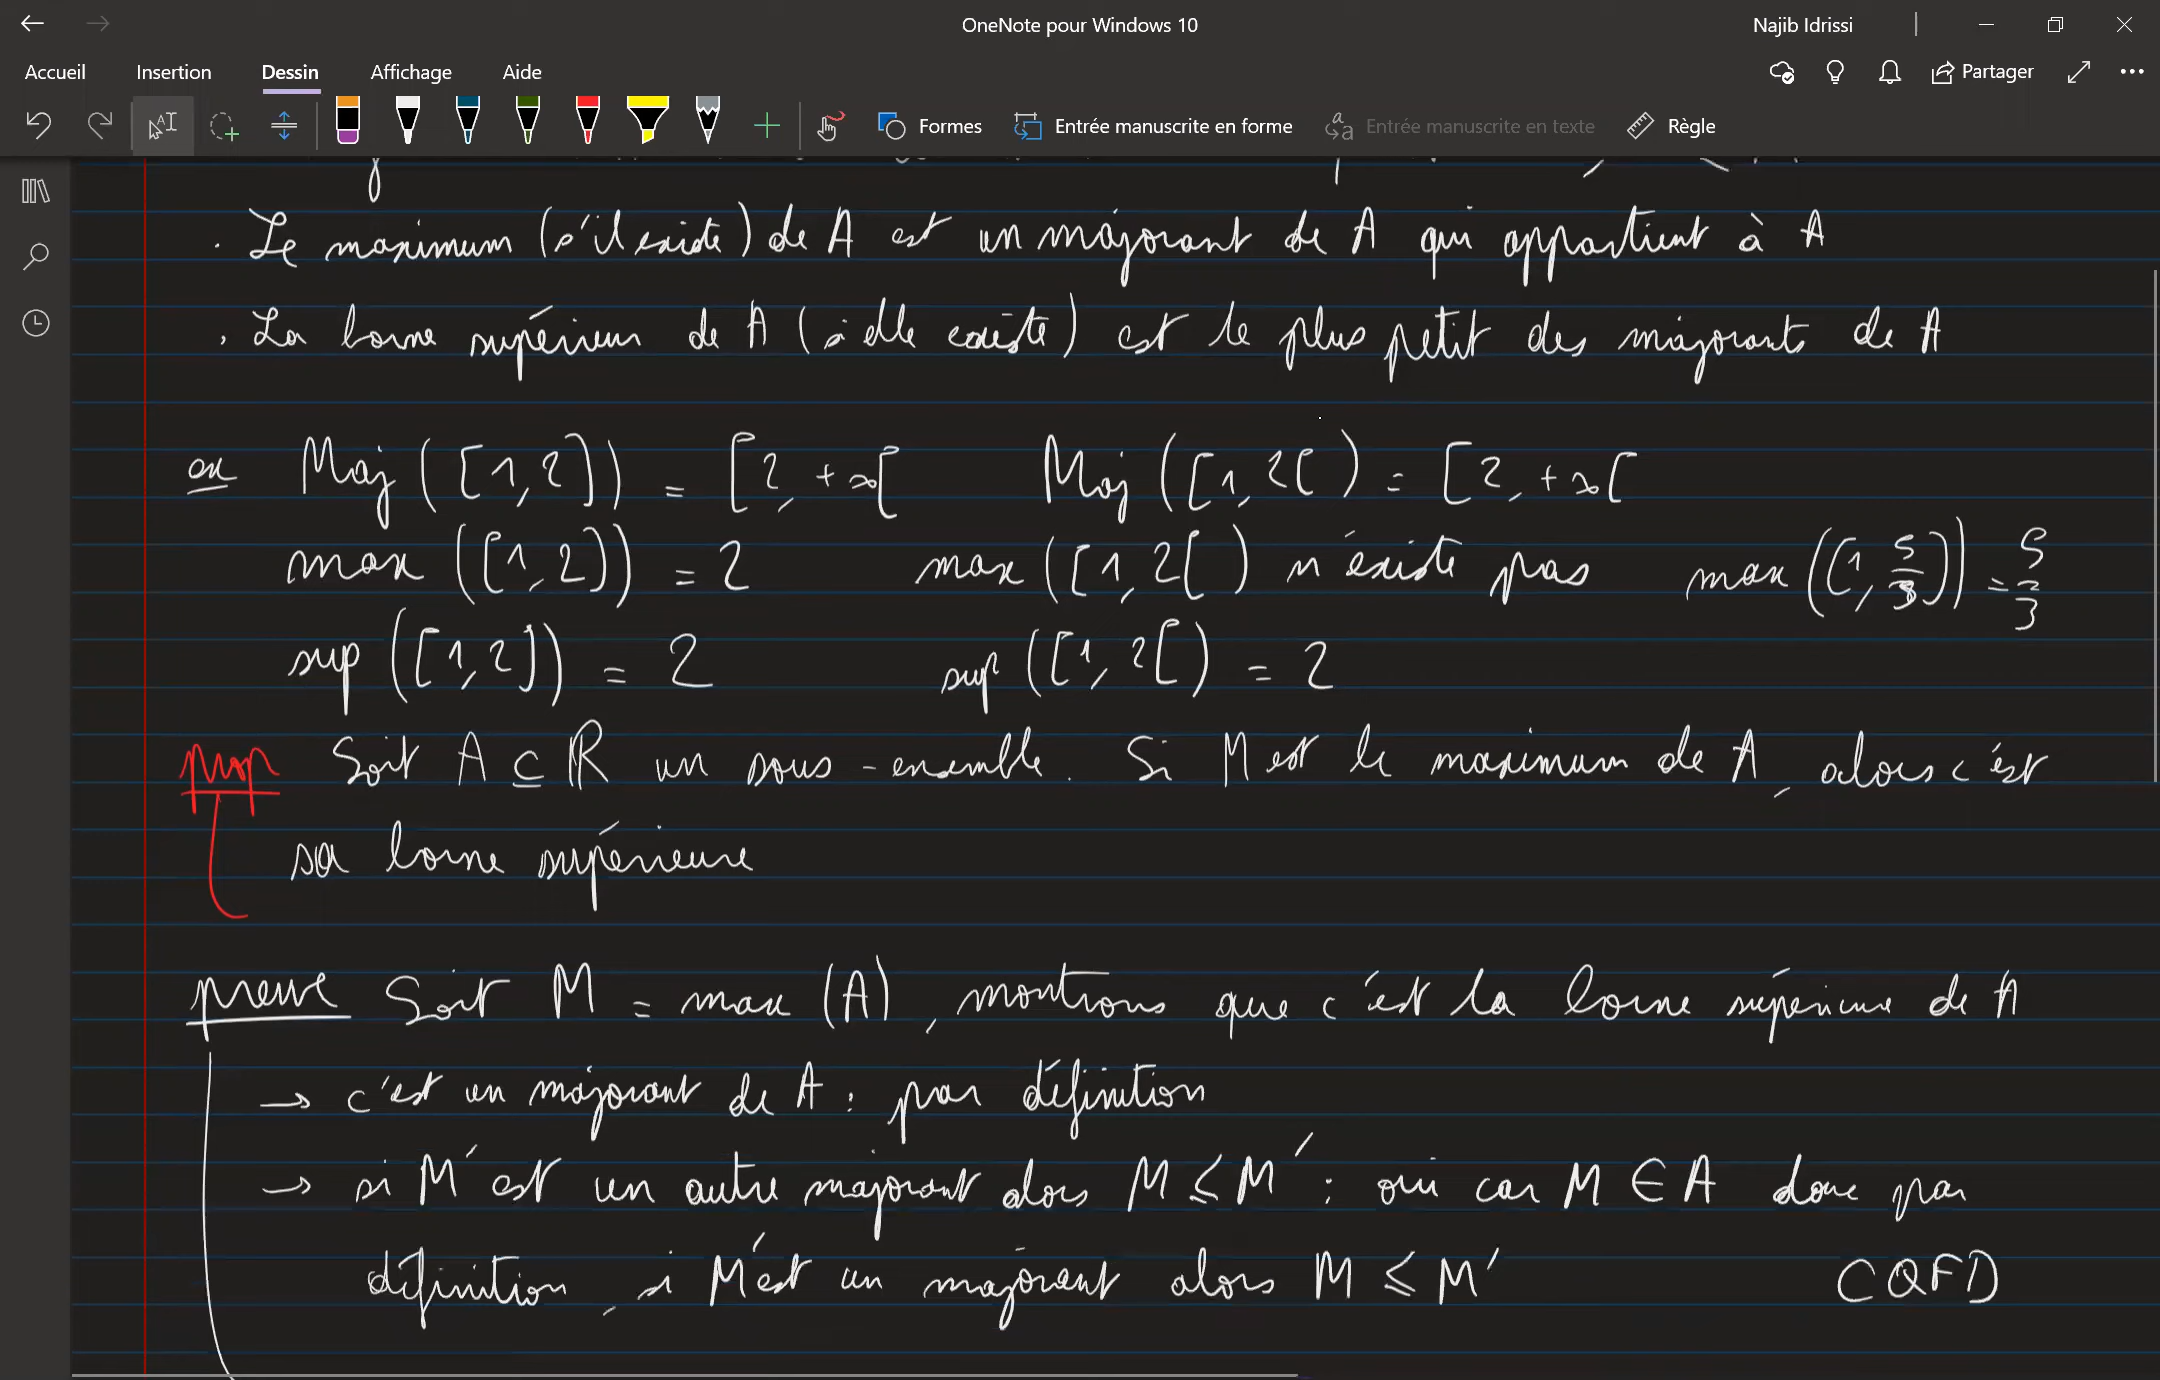 OneNote pour Windows 10
Najib Idrissi
Accueil Insertion Dessin Affichage Aide
Partager
Formes Entrée manuscrite en forme Entrée manuscrite en texte Règle
. Le maximum (s'il existe) de A est un majorant de A qui appartient à A
. La borne supérieure de A (si elle existe) est le plus petit des majorants de A
ex Maj ([1,2]) = [2,+∞[ Maj ([1,2[) = [2,+∞[
max ([1,2]) = 2 max ([1,2[) n'existe pas max ([1, 5/3]) = 5/3
sup ([1,2]) = 2 sup ([1,2[) = 2
prop Soit A ⊆ ℝ un sous-ensemble. Si M est le maximum de A, alors c'est
sa borne supérieure
preuve Soit M = max (A), montrons que c'est la borne supérieure de A
→ c'est un majorant de A : par définition
→ si M' est un autre majorant alors M ≤ M' : oui car M ∈ A donc par
définition, si M' est un majorant alors M ≤ M' CQFD